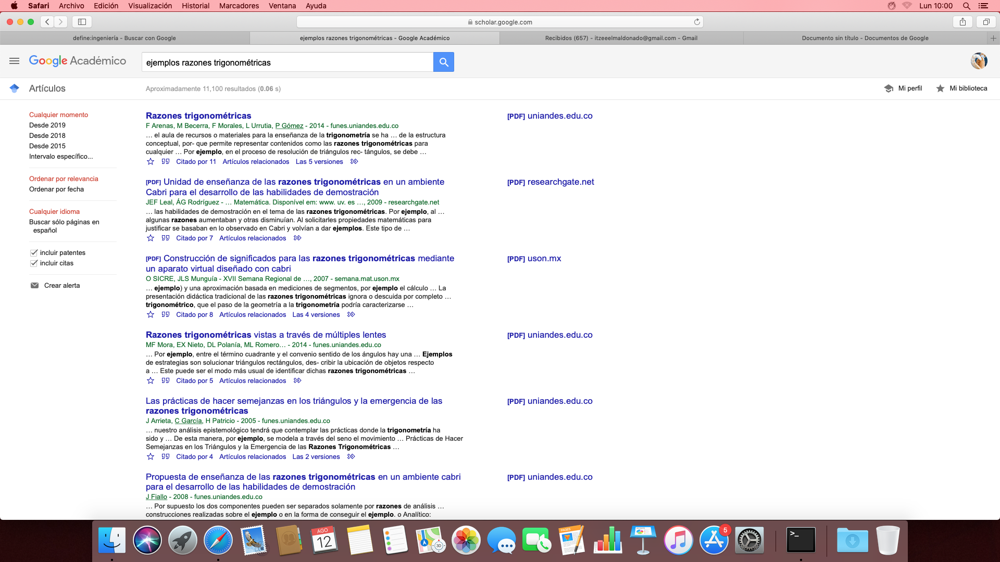 Safari Archivo Edición Visualización Historial Marcadores Ventana Ayuda Lun 10:00
scholar.google.com
define:ingeniería - Buscar con Google ejemplos razones trigonométricas - Google Académico Recibidos (657) - itzeeelmaldonado@gmail.com - Gmail Documento sin título - Documentos de Google
Google Académico
ejemplos razones trigonométricas
Artículos
Aproximadamente 11,100 resultados (0.06 s)
Mi perfil
Mi biblioteca
Cualquier momento
Desde 2019
Desde 2018
Desde 2015
Intervalo específico...
Ordenar por relevancia
Ordenar por fecha
Cualquier idioma
Buscar sólo páginas en
español
incluir patentes
incluir citas
Crear alerta
Razones trigonométricas
[PDF] uniandes.edu.co
F Arenas, M Becerra, F Morales, L Urrutia, P Gómez - 2014 - funes.uniandes.edu.co
… el aula de recursos o materiales para la enseñanza de la trigonometría se ha … de la estructura
conceptual, por- que permite representar contenidos como las razones trigonométricas para
cualquier … Por ejemplo, en el proceso de resolución de triángulos rec- tángulos, se debe …
Citado por 11 Artículos relacionados Las 5 versiones
[PDF] Unidad de enseñanza de las razones trigonométricas en un ambiente
Cabri para el desarrollo de las habilidades de demostración
[PDF] researchgate.net
JEF Leal, ÁG Rodríguez - … Matemática. Disponível em: www. uv. es …, 2009 - researchgate.net
… las habilidades de demostración en el tema de las razones trigonométricas. Por ejemplo, al …
algunas razones aumentaban y otras disminuían. Al solicitarles propiedades matemáticas para
justificar se basaban en lo observado en Cabri y volvían a dar ejemplos. Este tipo de …
Citado por 7 Artículos relacionados
[PDF] Construcción de significados para las razones trigonométricas mediante
un aparato virtual diseñado con cabri
[PDF] uson.mx
O SICRE, JLS Munguía - XVII Semana Regional de …, 2007 - semana.mat.uson.mx
… ejemplo) y una aproximación basada en mediciones de segmentos, por ejemplo el cálculo … La
presentación didáctica tradicional de las razones trigonométricas ignora o descuida por completo …
trigonométrico, que el paso de la geometría a la trigonometría podría caracterizarse …
Citado por 8 Artículos relacionados Las 4 versiones
Razones trigonométricas vistas a través de múltiples lentes
[PDF] uniandes.edu.co
MF Mora, EX Nieto, DL Polanía, ML Romero… - 2014 - funes.uniandes.edu.co
… Por ejemplo, entre el término cuadrante y el convenio sentido de los ángulos hay una … Ejemplos
de estrategias son solucionar triángulos rectángulos, des- cribir la ubicación de objetos respecto
a … Este puede ser el modo más usual de identificar dichas razones trigonométricas …
Citado por 5 Artículos relacionados
Las prácticas de hacer semejanzas en los triángulos y la emergencia de las
razones trigonométricas
[PDF] uniandes.edu.co
J Arrieta, C García, H Patricio - 2005 - funes.uniandes.edu.co
… nuestro análisis epistemológico tendrá que contemplar las prácticas donde la trigonometría ha
sido y … De esta manera, por ejemplo, se modela a través del seno el movimiento … Prácticas de Hacer
Semejanzas en los Triángulos y la Emergencia de las Razones Trigonométricas …
Citado por 4 Artículos relacionados Las 2 versiones
Propuesta de enseñanza de las razones trigonométricas en un ambiente cabri
para el desarrollo de las habilidades de demostración
[PDF] uniandes.edu.co
J Fiallo - 2008 - funes.uniandes.edu.co
… Por supuesto los dos componentes pueden ser separados solamente por razones de análisis …
construcciones realizadas sobre el ejemplo o en la forma de conseguir el ejemplo. o Analítico:
AGO
12
3D
PAGES
5
>_